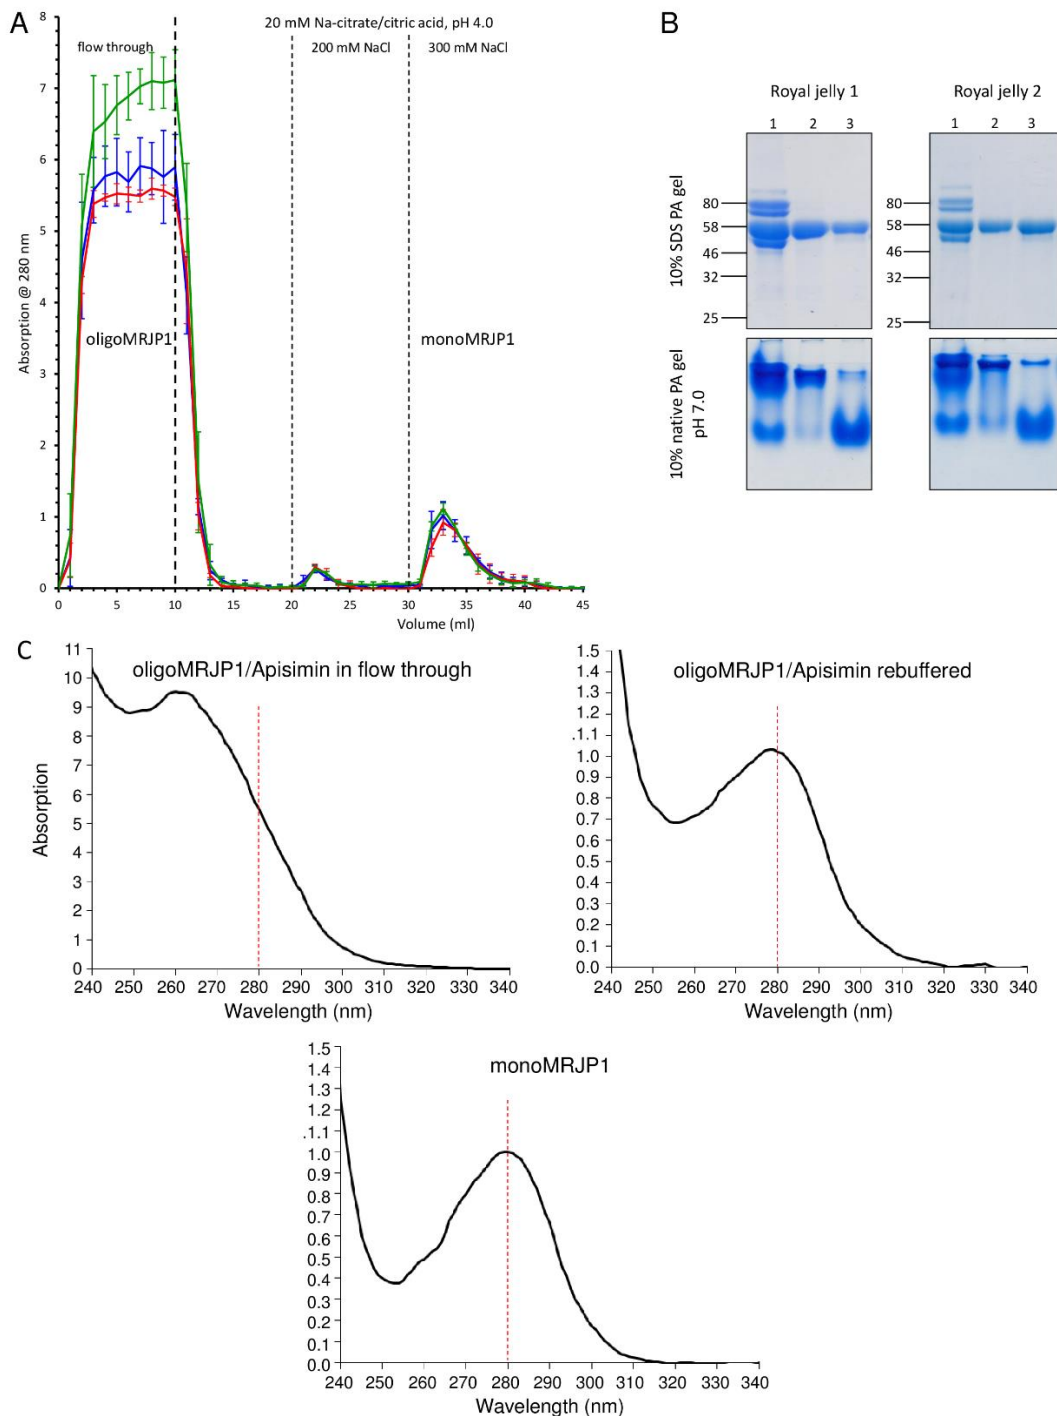 A
20 mM Na-citrate/citric acid, pH 4.0
flow through
200 mM NaCl
300 mM NaCl
oligoMRJP1
monoMRJP1
Absorption @ 280 nm
8
7
6
5
4
3
2
1
0
0 5 10 15 20 25 30 35 40 45
Volume (ml)
B
Royal jelly 1
1 2 3
10% SDS PA gel
80
58
46
32
25
10% native PA gel
pH 7.0
Royal jelly 2
1 2 3
80
58
46
32
25
C
oligoMRJP1/Apisimin in flow through
Absorption
11
10
9
8
7
6
5
4
3
2
1
0
240 250 260 270 280 290 300 310 320 330 340
Wavelength (nm)
oligoMRJP1/Apisimin rebuffered
1.5
1.4
1.3
1.2
.1.1
1.0
0.9
0.8
0.7
0.6
0.5
0.4
0.3
0.2
0.1
0.0
240 250 260 270 280 290 300 310 320 330 340
Wavelength (nm)
monoMRJP1
1.5
1.4
1.3
1.2
.1.1
1.0
0.9
0.8
0.7
0.6
0.5
0.4
0.3
0.2
0.1
0.0
240 250 260 270 280 290 300 310 320 330 340
Wavelength (nm)